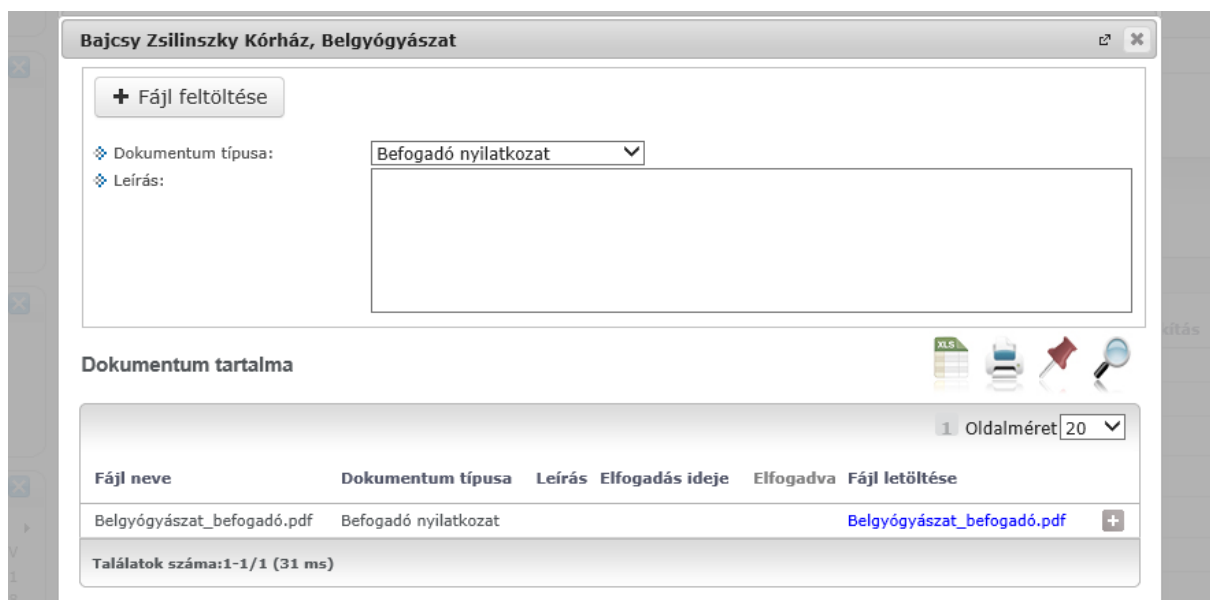 Bajcsy Zsilinszky Kórház, Belgyógyászat
+ Fájl feltöltése
Dokumentum típusa: Befogadó nyilatkozat
Leírás:
kítás
XLS
Dokumentum tartalma
1 Oldalméret 20
Fájl neve Dokumentum típusa Leírás Elfogadás ideje Elfogadva Fájl letöltése
Belgyógyászat_befogadó.pdf Befogadó nyilatkozat Belgyógyászat_befogadó.pdf
Találatok száma:1-1/1 (31 ms)